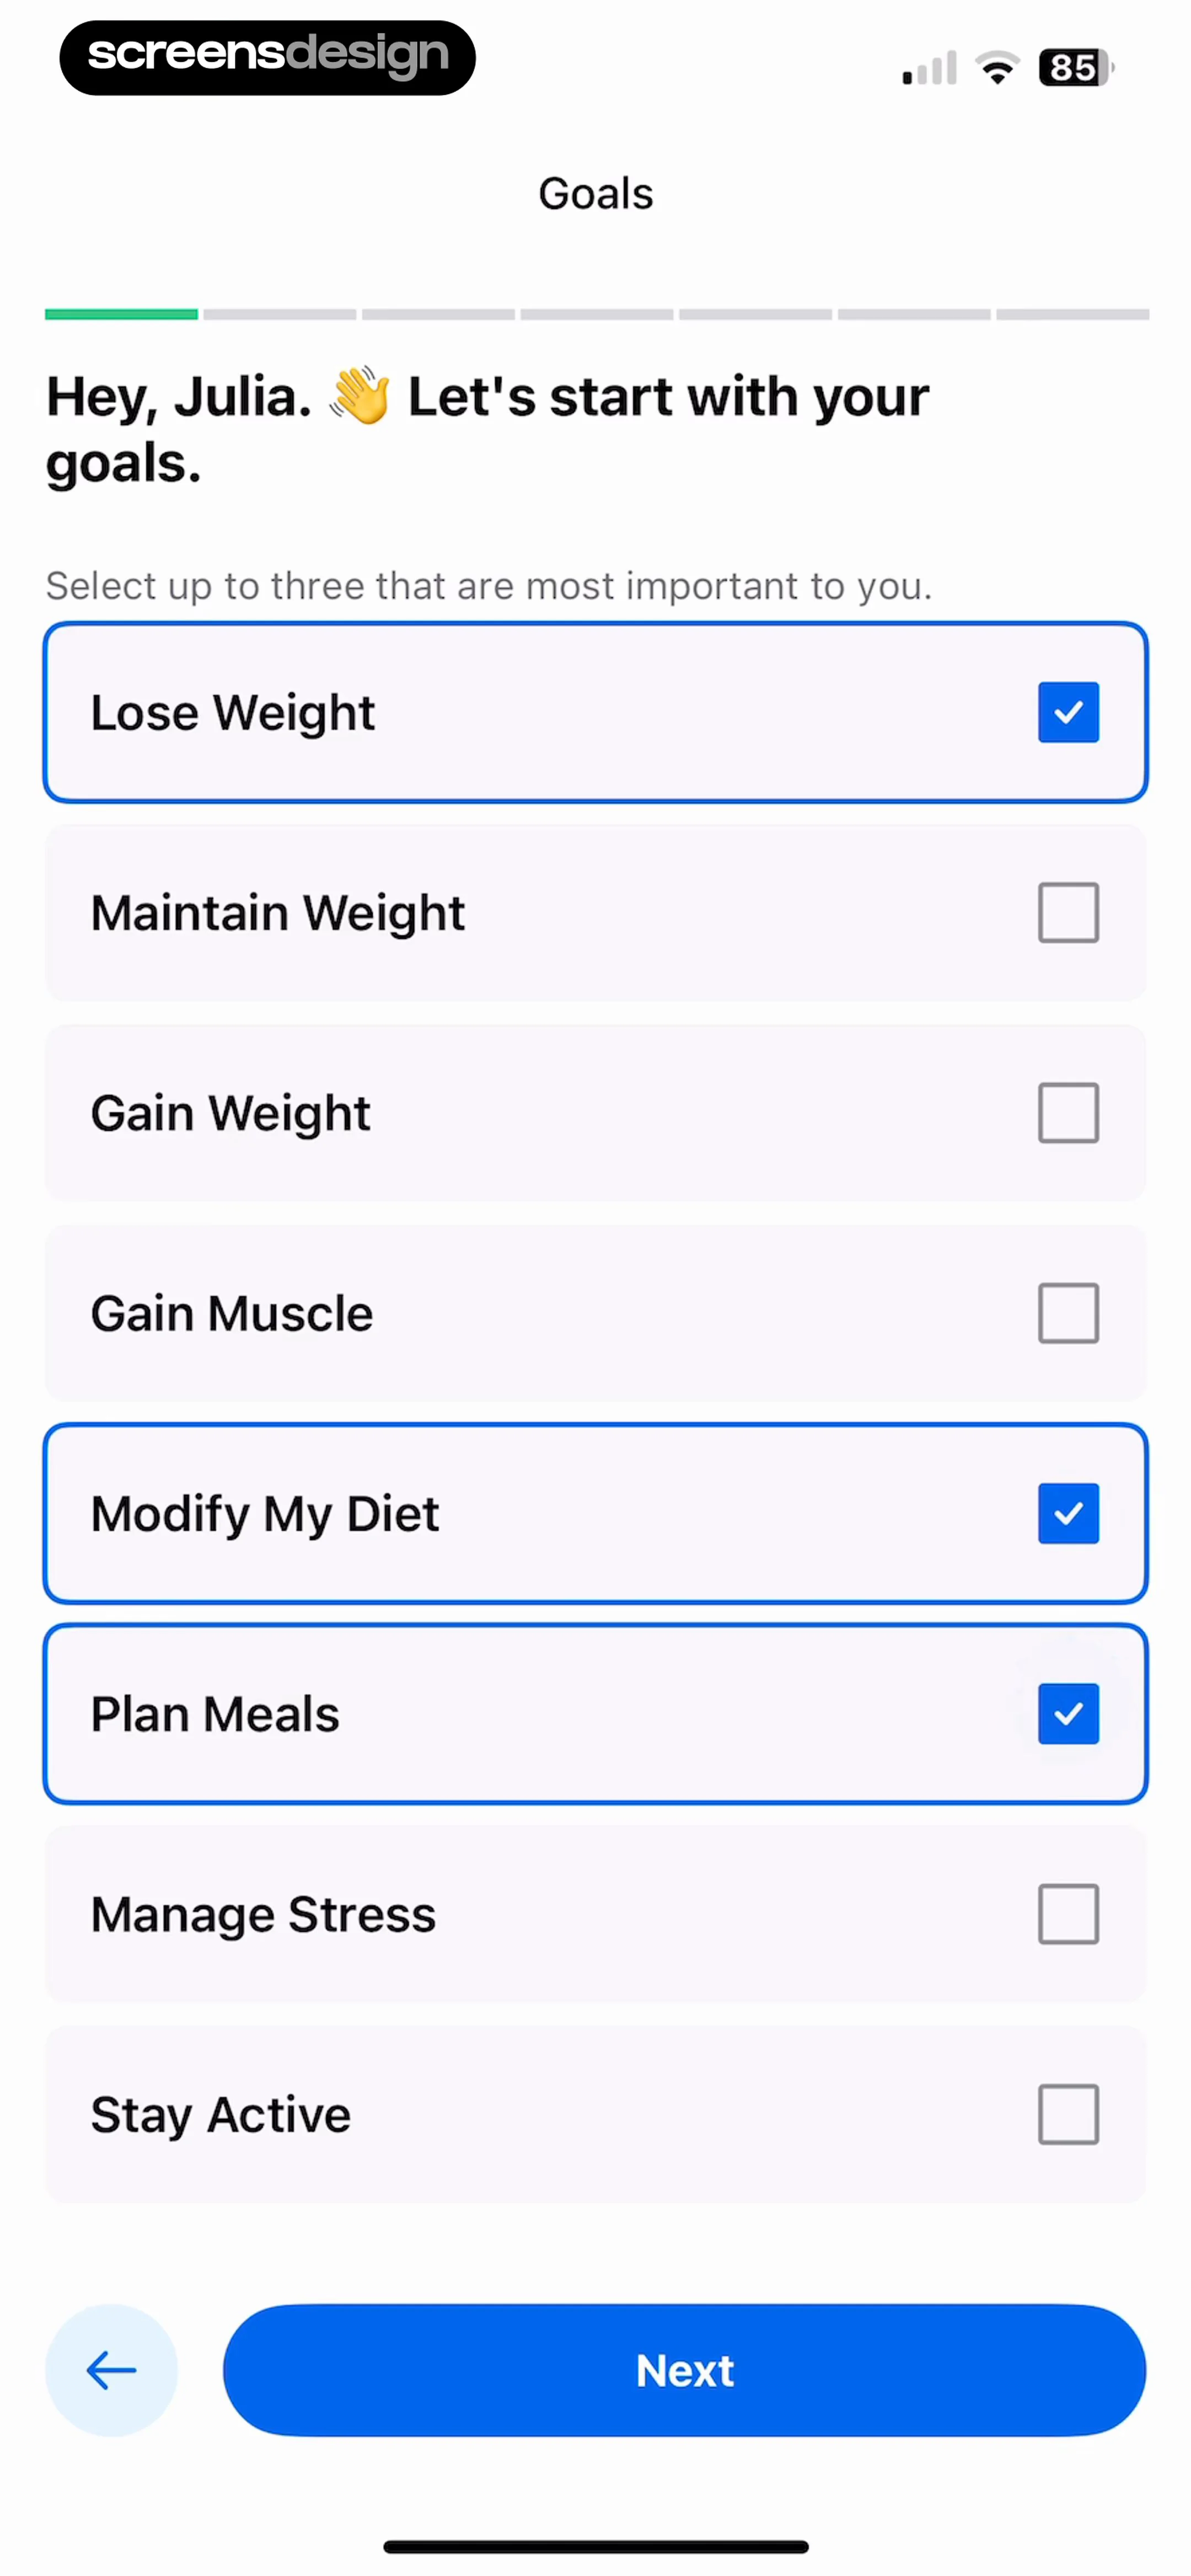 screensdesign
85
Goals
Hey, Julia. 👋 Let's start with your
goals.
Select up to three that are most important to you.
Lose Weight
Maintain Weight
Gain Weight
Gain Muscle
Modify My Diet
Plan Meals
Manage Stress
Stay Active
Next